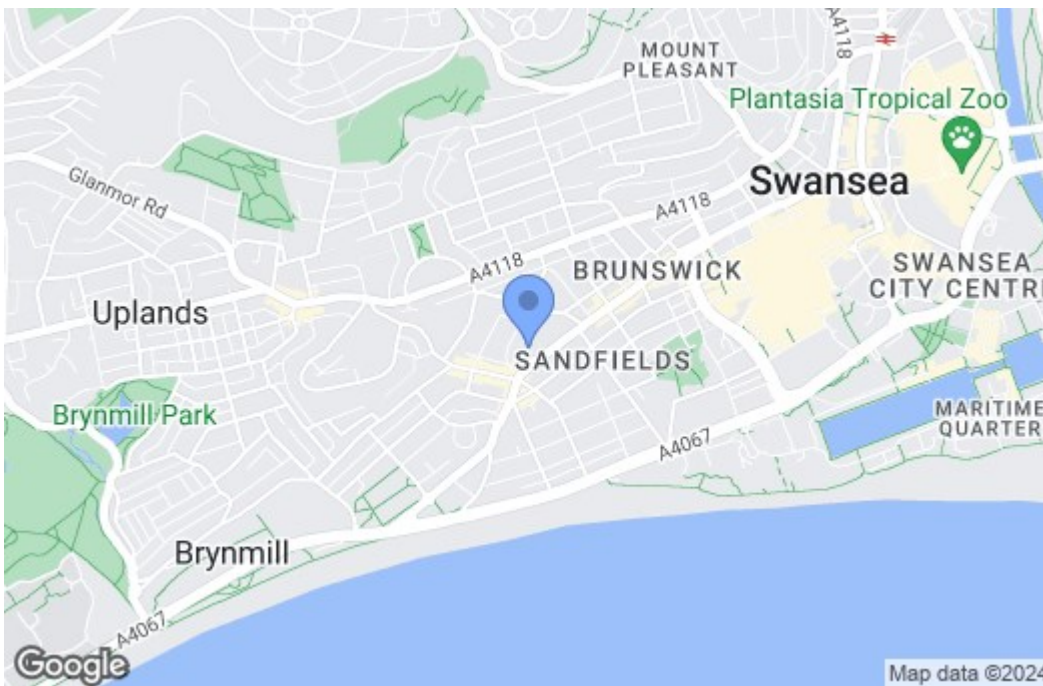 MOUNT
PLEASANT
A4118
Plantasia Tropical Zoo
Glanmor Rd
Swansea
A4118
A4118
BRUNSWICK
SWANSEA
CITY CENTRE
Uplands
SANDFIELDS
Brynmill Park
MARITIME
QUARTER
A4067
Brynmill
A4067
Google
Map data ©2024